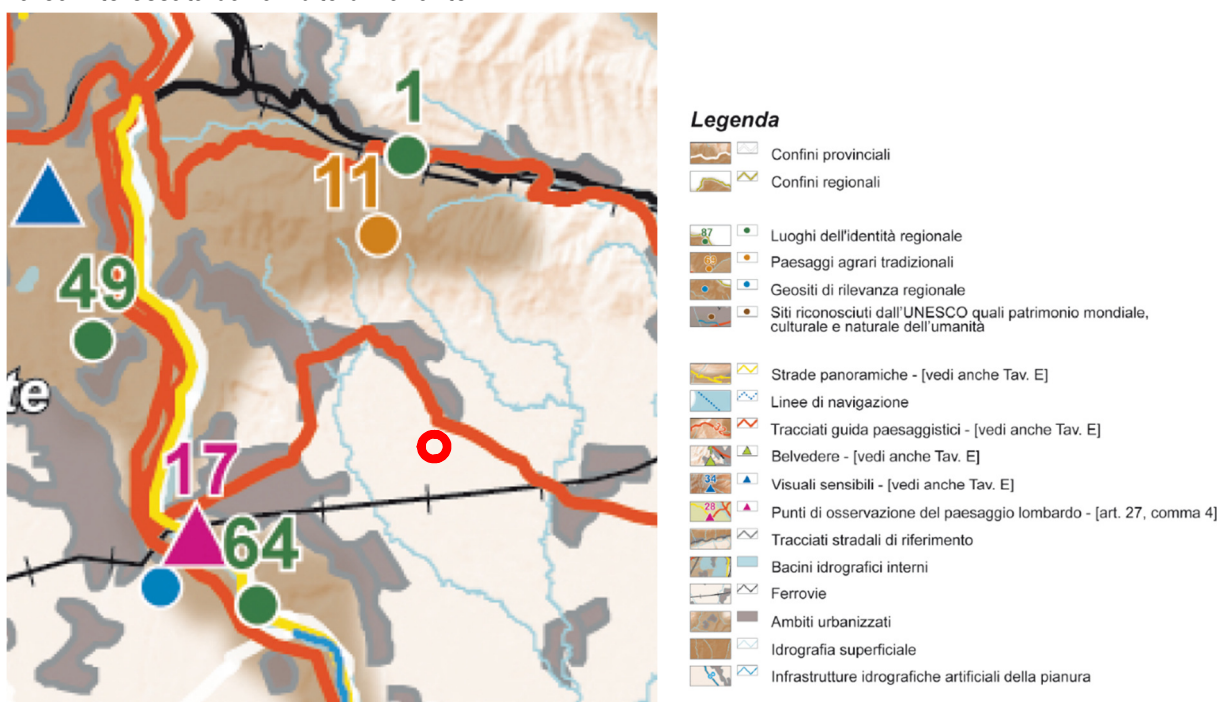 1
11
49
te
17
64
Legenda
Confini provinciali
Confini regionali
87
Luoghi dell'identità regionale
Paesaggi agrari tradizionali
Geositi di rilevanza regionale
Siti riconosciuti dall'UNESCO quali patrimonio mondiale,
culturale e naturale dell'umanità
Strade panoramiche - [vedi anche Tav. E]
Linee di navigazione
Tracciati guida paesaggistici - [vedi anche Tav. E]
Belvedere - [vedi anche Tav. E]
34
Visuali sensibili - [vedi anche Tav. E]
28
Punti di osservazione del paesaggio lombardo - [art. 27, comma 4]
Tracciati stradali di riferimento
Bacini idrografici interni
Ferrovie
Ambiti urbanizzati
Idrografia superficiale
Infrastrutture idrografiche artificiali della pianura